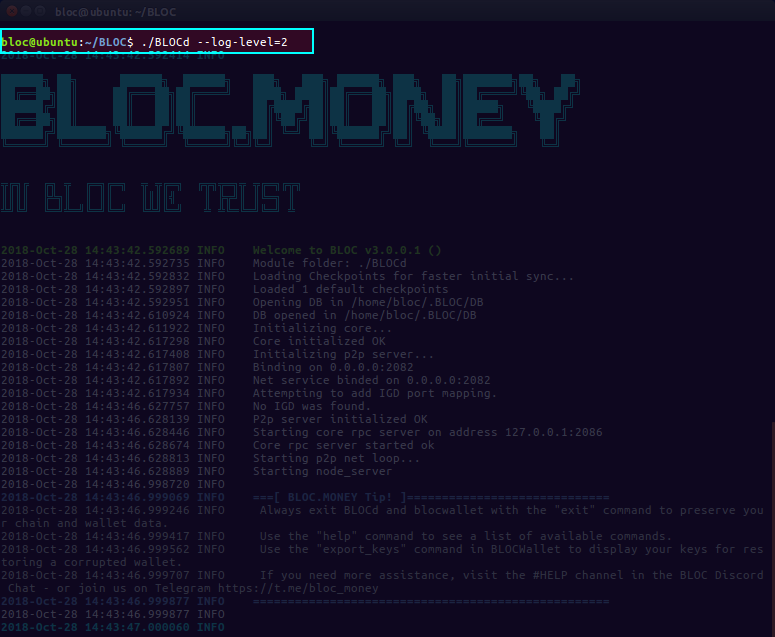 bloc@ubuntu: ~/BLOC
bloc@ubuntu:~/BLOC$ ./BLOCd --log-level=2
2018-Oct-28 14:43:42.592414 INFO
BLOC.MONEY
IN BLOC WE TRUST
2018-Oct-28 14:43:42.592689 INFO    Welcome to BLOC v3.0.0.1 ()
2018-Oct-28 14:43:42.592735 INFO    Module folder: ./BLOCd
2018-Oct-28 14:43:42.592832 INFO    Loading Checkpoints for faster initial sync...
2018-Oct-28 14:43:42.592897 INFO    Loaded 1 default checkpoints
2018-Oct-28 14:43:42.592951 INFO    Opening DB in /home/bloc/.BLOC/DB
2018-Oct-28 14:43:42.610924 INFO    DB opened in /home/bloc/.BLOC/DB
2018-Oct-28 14:43:42.611922 INFO    Initializing core...
2018-Oct-28 14:43:42.617298 INFO    Core initialized OK
2018-Oct-28 14:43:42.617408 INFO    Initializing p2p server...
2018-Oct-28 14:43:42.617807 INFO    Binding on 0.0.0.0:2082
2018-Oct-28 14:43:42.617892 INFO    Net service binded on 0.0.0.0:2082
2018-Oct-28 14:43:42.617934 INFO    Attempting to add IGD port mapping.
2018-Oct-28 14:43:46.627757 INFO    No IGD was found.
2018-Oct-28 14:43:46.628139 INFO    P2p server initialized OK
2018-Oct-28 14:43:46.628446 INFO    Starting core rpc server on address 127.0.0.1:2086
2018-Oct-28 14:43:46.628674 INFO    Core rpc server started ok
2018-Oct-28 14:43:46.628813 INFO    Starting p2p net loop...
2018-Oct-28 14:43:46.628889 INFO    Starting node_server
2018-Oct-28 14:43:46.998720 INFO
2018-Oct-28 14:43:46.999069 INFO    ===[ BLOC.MONEY Tip! ]=============================
2018-Oct-28 14:43:46.999246 INFO     Always exit BLOCd and blocwallet with the "exit" command to preserve you
r chain and wallet data.
2018-Oct-28 14:43:46.999417 INFO     Use the "help" command to see a list of available commands.
2018-Oct-28 14:43:46.999562 INFO     Use the "export_keys" command in BLOCWallet to display your keys for res
toring a corrupted wallet.
2018-Oct-28 14:43:46.999707 INFO     If you need more assistance, visit the #HELP channel in the BLOC Discord
 Chat - or join us on Telegram https://t.me/bloc_money
2018-Oct-28 14:43:46.999877 INFO    ===================================================
2018-Oct-28 14:43:46.999877 INFO
2018-Oct-28 14:43:47.000060 INFO